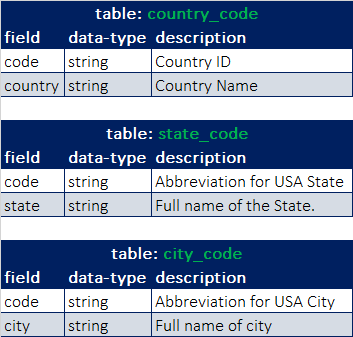 table: country_code
field data-type description
code string Country ID
country string Country Name
table: state_code
field data-type description
code string Abbreviation for USA State
state string Full name of the State.
table: city_code
field data-type description
code string Abbreviation for USA City
city string Full name of city